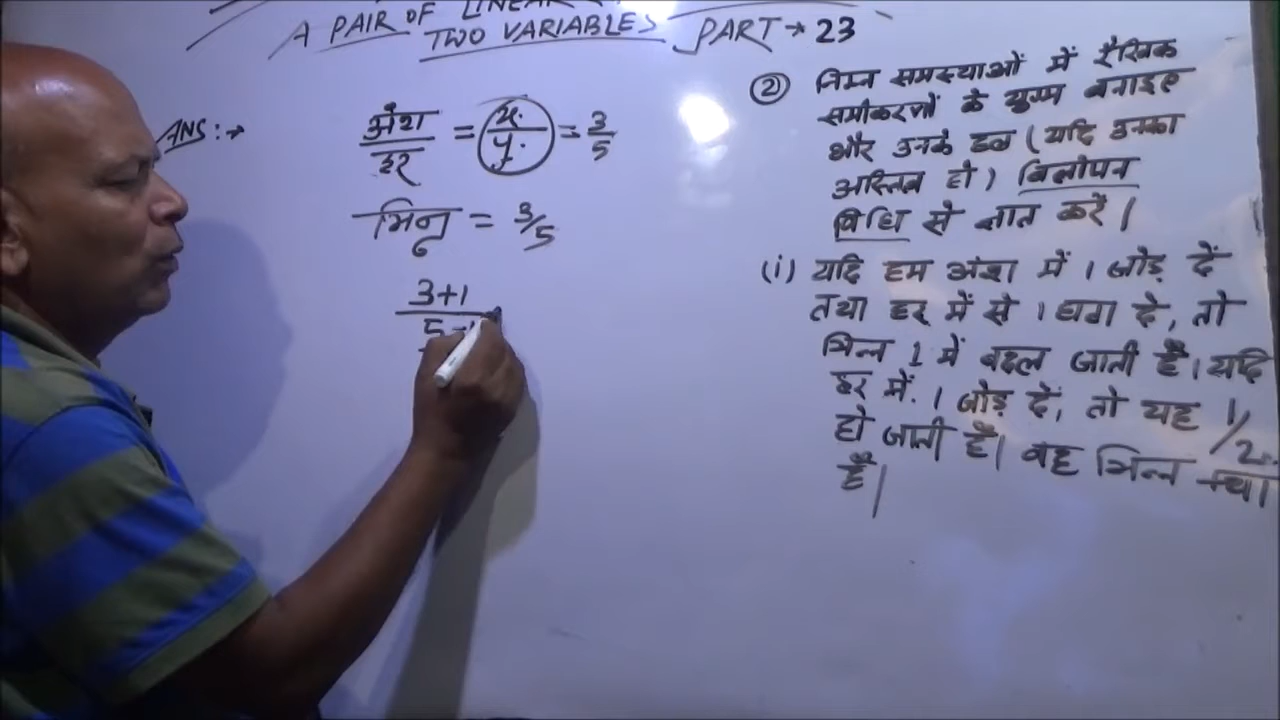 A PAIR OF LINEAR
TWO VARIABLES PART → 23
ANS :→
अंश
हर
= x
y
= 3
5
भिन्न = 3/5
3+1
5-1
② निम्न समस्याओं में रैखिक
समीकरणों के युग्म बनाइए
और उनके हल (यदि उनका
अस्तित्व हो) विलोपन
विधि से ज्ञात करें।
(i) यदि हम अंश में 1 जोड़ दें
तथा हर में से 1 घटा दे, तो
भिन्न 1 में बदल जाती है। यदि
हर में 1 जोड़ दें, तो यह 1/2
हो जाती है। वह भिन्न क्या
है।